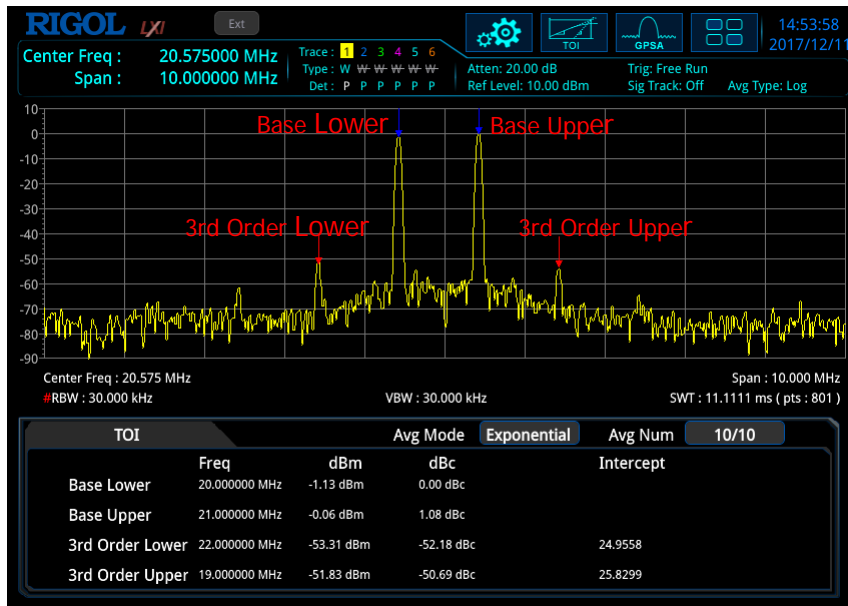 RIGOL LXI Ext 14:53:58
TOI GPSA 2017/12/11
Center Freq : 20.575000 MHz Trace : 1 2 3 4 5 6
Span : 10.000000 MHz Type : W W W W W W Atten: 20.00 dB Trig: Free Run
Det : P P P P P P Ref Level: 10.00 dBm Sig Track: Off Avg Type: Log
10
Base Lower Base Upper
0
-10
-20
-30
3rd Order Lower 3rd Order Upper
-40
-50
-60
-70
-80
-90
Center Freq : 20.575 MHz Span : 10.000 MHz
#RBW : 30.000 kHz VBW : 30.000 kHz SWT : 11.1111 ms ( pts : 801 )
TOI Avg Mode Exponential Avg Num 10/10
Freq dBm dBc Intercept
Base Lower 20.000000 MHz -1.13 dBm 0.00 dBc
Base Upper 21.000000 MHz -0.06 dBm 1.08 dBc
3rd Order Lower 22.000000 MHz -53.31 dBm -52.18 dBc 24.9558
3rd Order Upper 19.000000 MHz -51.83 dBm -50.69 dBc 25.8299